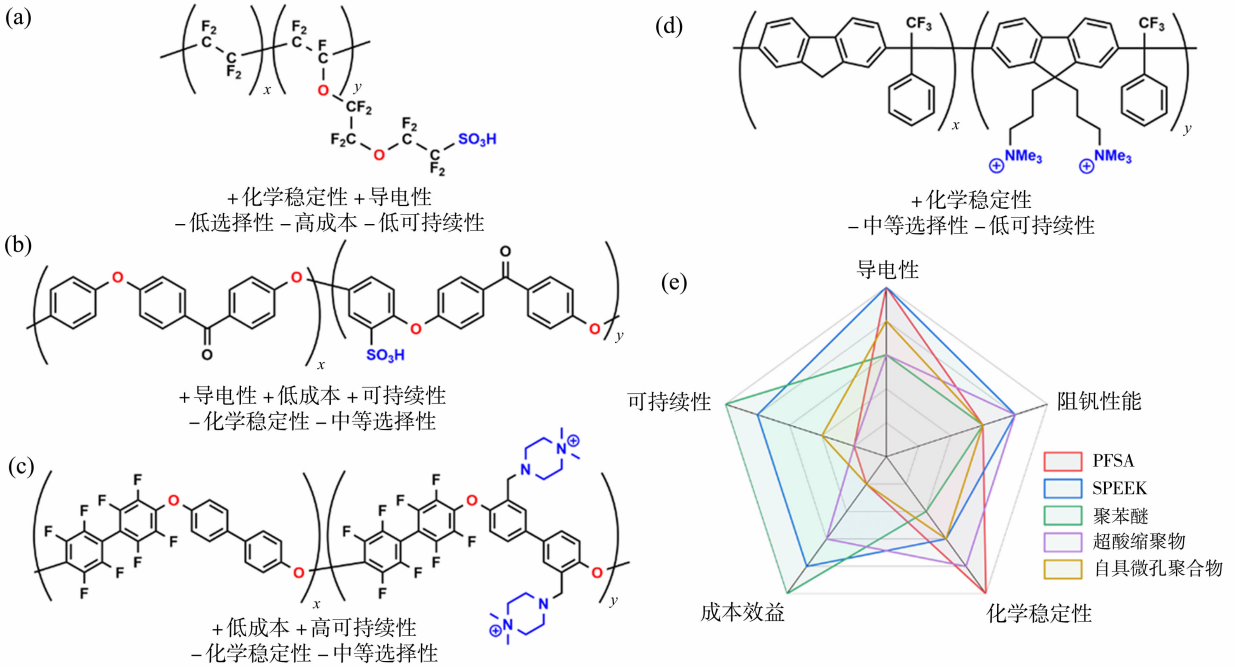 (a)
F₂
C
C
F₂
x
F₂
C
F
C
y
O
CF₂
F₂C
O
F₂
C
C
F₂
SO₃H
+化学稳定性 +导电性
−低选择性 −高成本 −低可持续性
(b)
O
O
O
x
O
SO₃H
O
O
y
+导电性 +低成本 +可持续性
−化学稳定性 −中等选择性
(c)
F
F
F
F
F
F
F
F
O
O
x
F
F
F
F
F
F
F
F
O
N
N
⊕
O
N
N
⊕
y
+低成本 +高可持续性
−化学稳定性 −中等选择性
(d)
CF₃
x
CF₃
y
NMe₃
⊕
NMe₃
⊕
+化学稳定性
−中等选择性 −低可持续性
(e)
导电性
可持续性
阻钒性能
成本效益
化学稳定性
PFSA
SPEEK
聚苯醚
超酸缩聚物
自具微孔聚合物